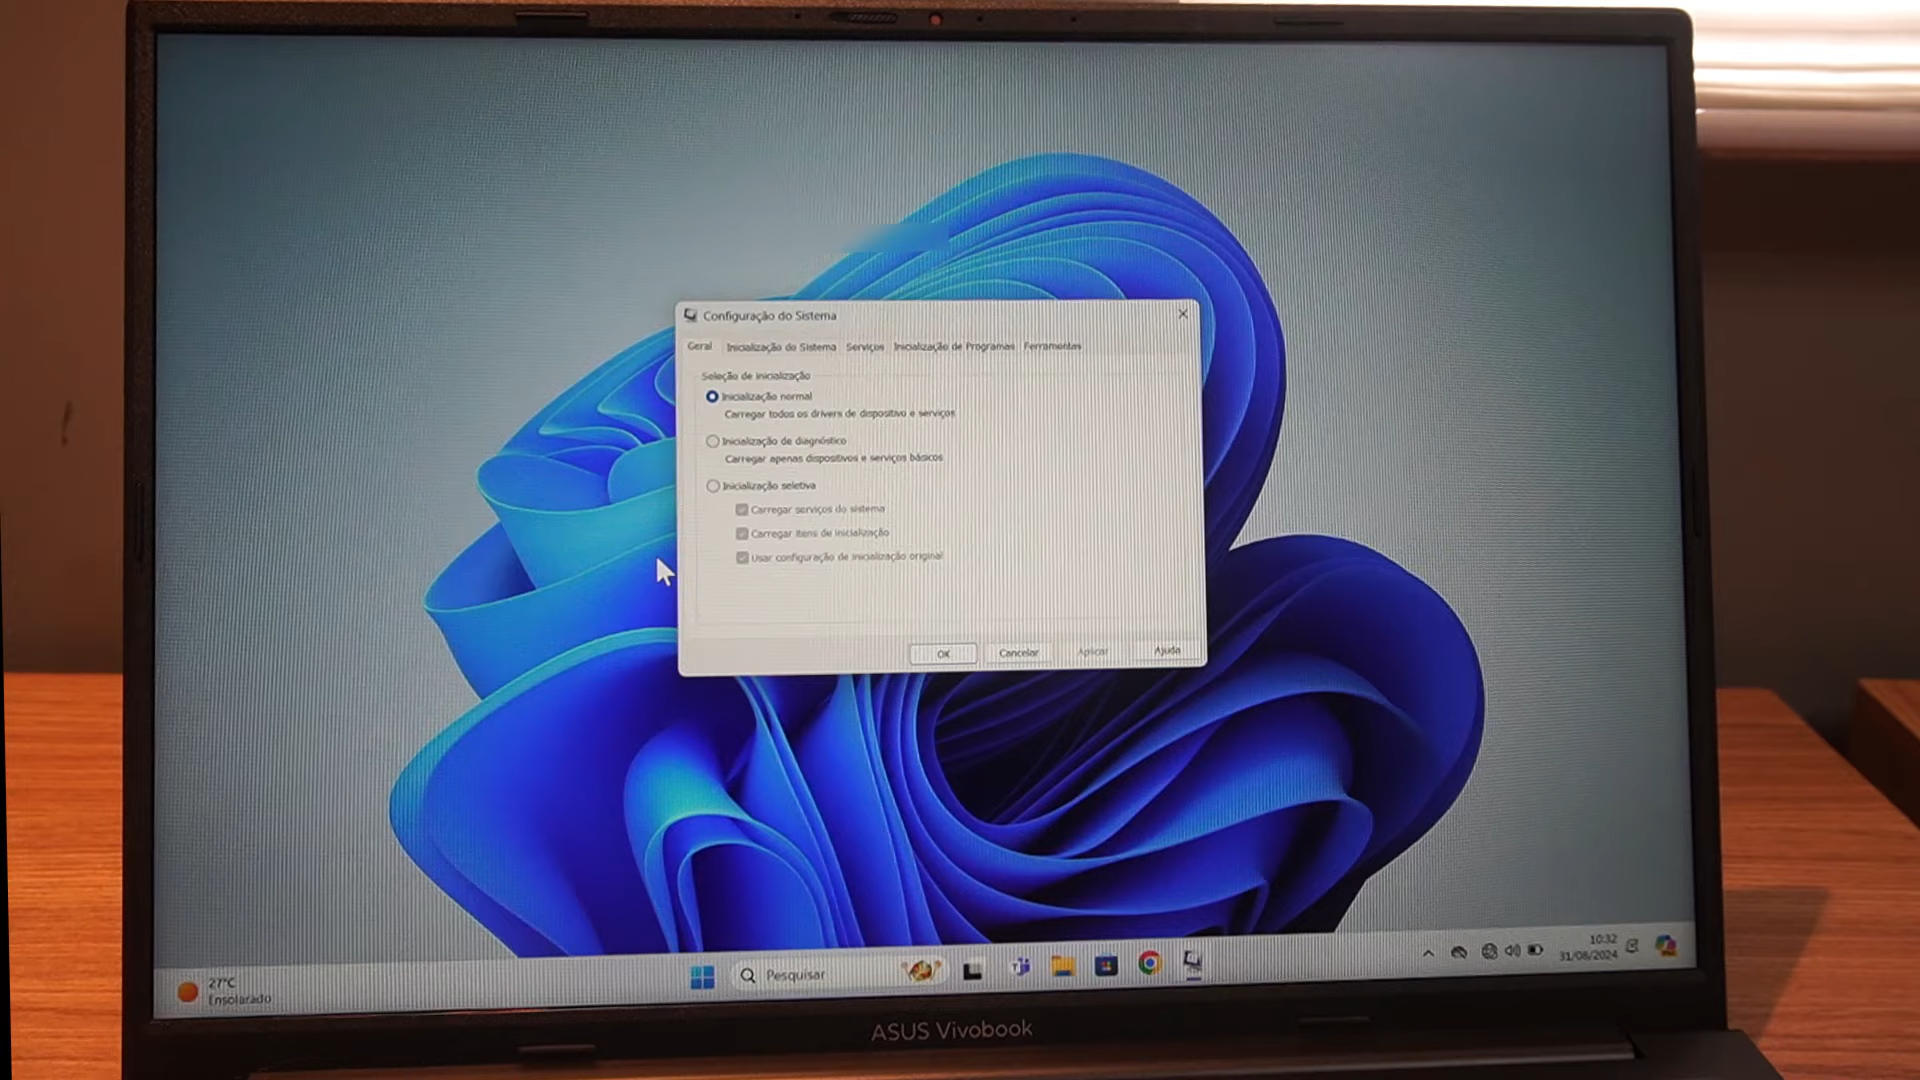 Configuração do Sistema
Geral Inicialização do Sistema Serviços Inicialização de Programas Ferramentas
Seleção de inicialização
Inicialização normal
Carregar todos os drivers de dispositivo e serviços
Inicialização de diagnóstico
Carregar apenas dispositivos e serviços básicos
Inicialização seletiva
Carregar serviços do sistema
Carregar itens de inicialização
Usar configuração de inicialização original
OK Cancelar Aplicar Ajuda
27°C
Ensolarado
Pesquisar
10:32
31/08/2024
ASUS Vivobook